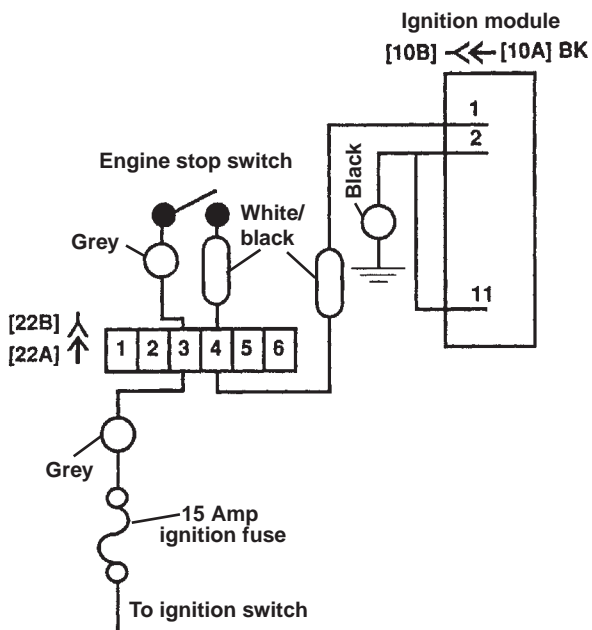 Ignition module
[10B] [10A] BK
1
2
Engine stop switch
Black
White/
black
Grey
11
[22B]
[22A]
1 2 3 4 5 6
Grey
15 Amp
ignition fuse
To ignition switch